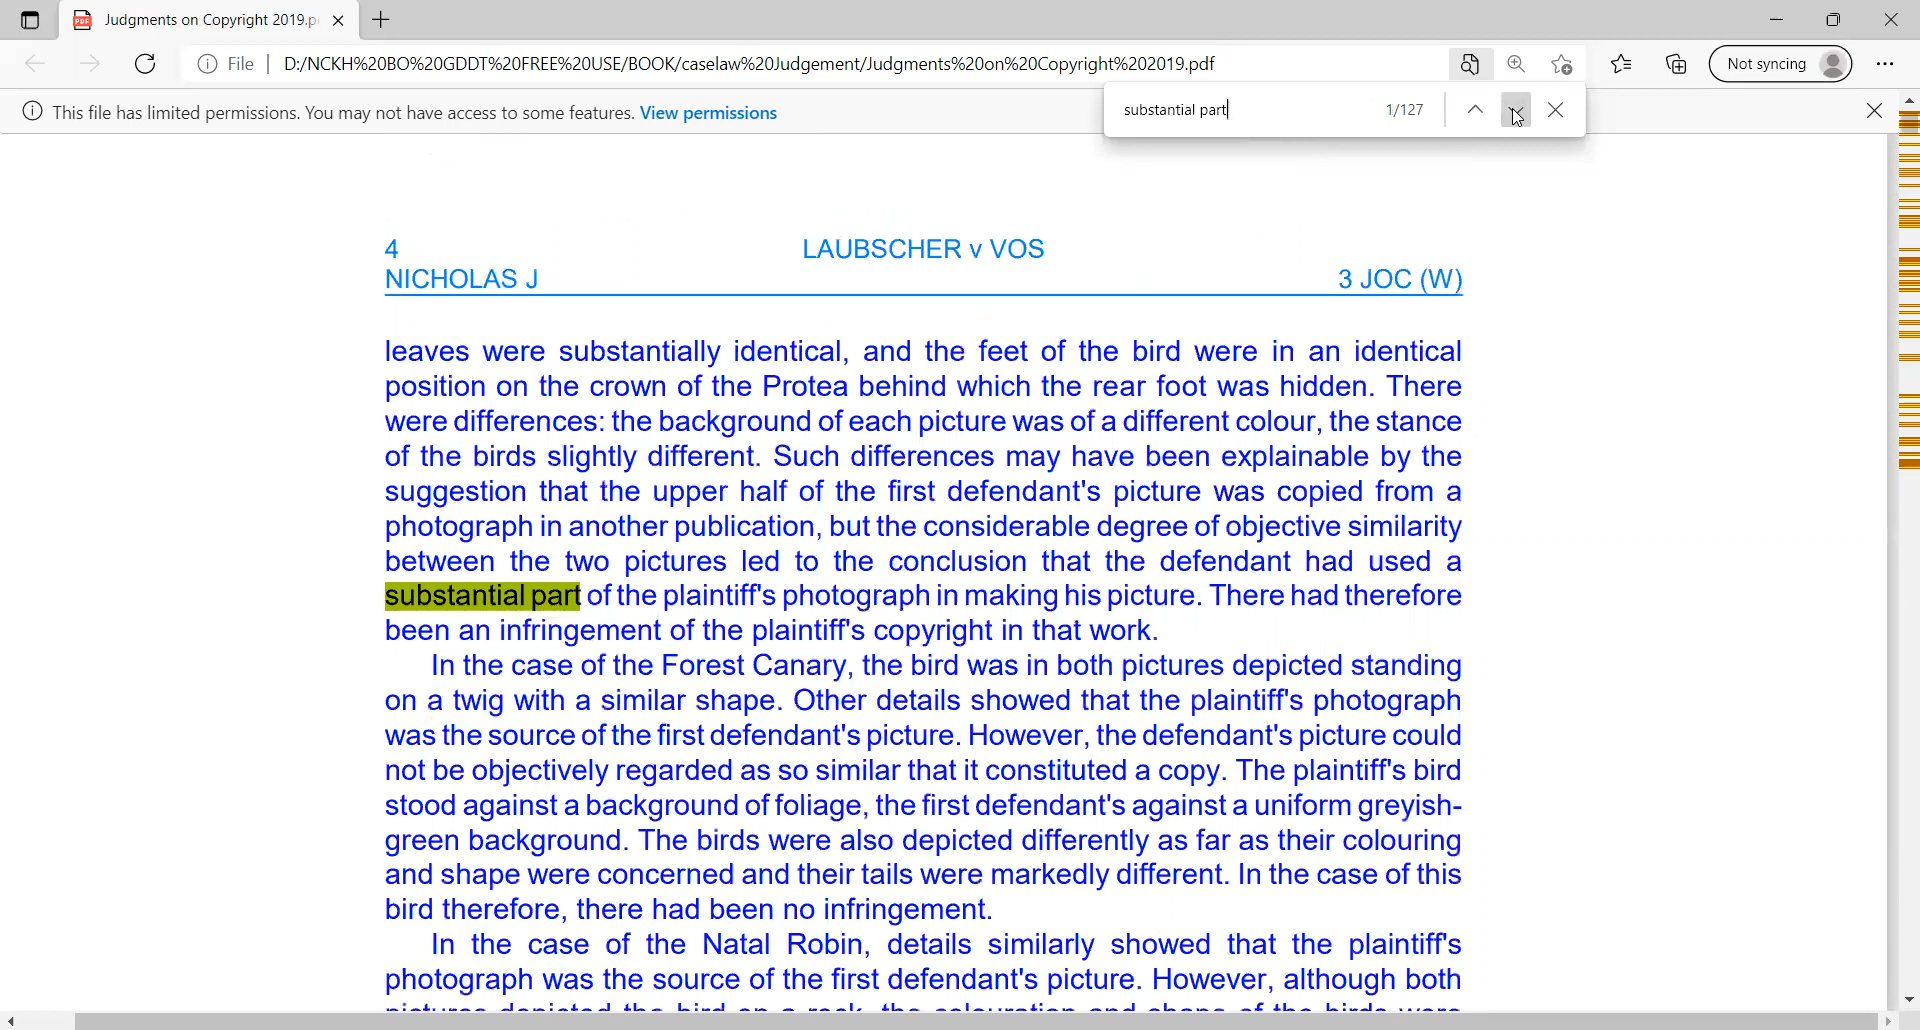 Judgments on Copyright 2019.p
File
D:/NCKH%20BO%20GDDT%20FREE%20USE/BOOK/caselaw%20Judgement/Judgments%20on%20Copyright%202019.pdf
Not syncing
This file has limited permissions. You may not have access to some features. View permissions
substantial part
1/127
4
LAUBSCHER v VOS
NICHOLAS J
3 JOC (W)
leaves were substantially identical, and the feet of the bird were in an identical
position on the crown of the Protea behind which the rear foot was hidden. There
were differences: the background of each picture was of a different colour, the stance
of the birds slightly different. Such differences may have been explainable by the
suggestion that the upper half of the first defendant's picture was copied from a
photograph in another publication, but the considerable degree of objective similarity
between the two pictures led to the conclusion that the defendant had used a
substantial part of the plaintiff's photograph in making his picture. There had therefore
been an infringement of the plaintiff's copyright in that work.
In the case of the Forest Canary, the bird was in both pictures depicted standing
on a twig with a similar shape. Other details showed that the plaintiff's photograph
was the source of the first defendant's picture. However, the defendant's picture could
not be objectively regarded as so similar that it constituted a copy. The plaintiff's bird
stood against a background of foliage, the first defendant's against a uniform greyish-
green background. The birds were also depicted differently as far as their colouring
and shape were concerned and their tails were markedly different. In the case of this
bird therefore, there had been no infringement.
In the case of the Natal Robin, details similarly showed that the plaintiff's
photograph was the source of the first defendant's picture. However, although both
pictures depicted the bird on a rock, the colouration and shape of the birds were